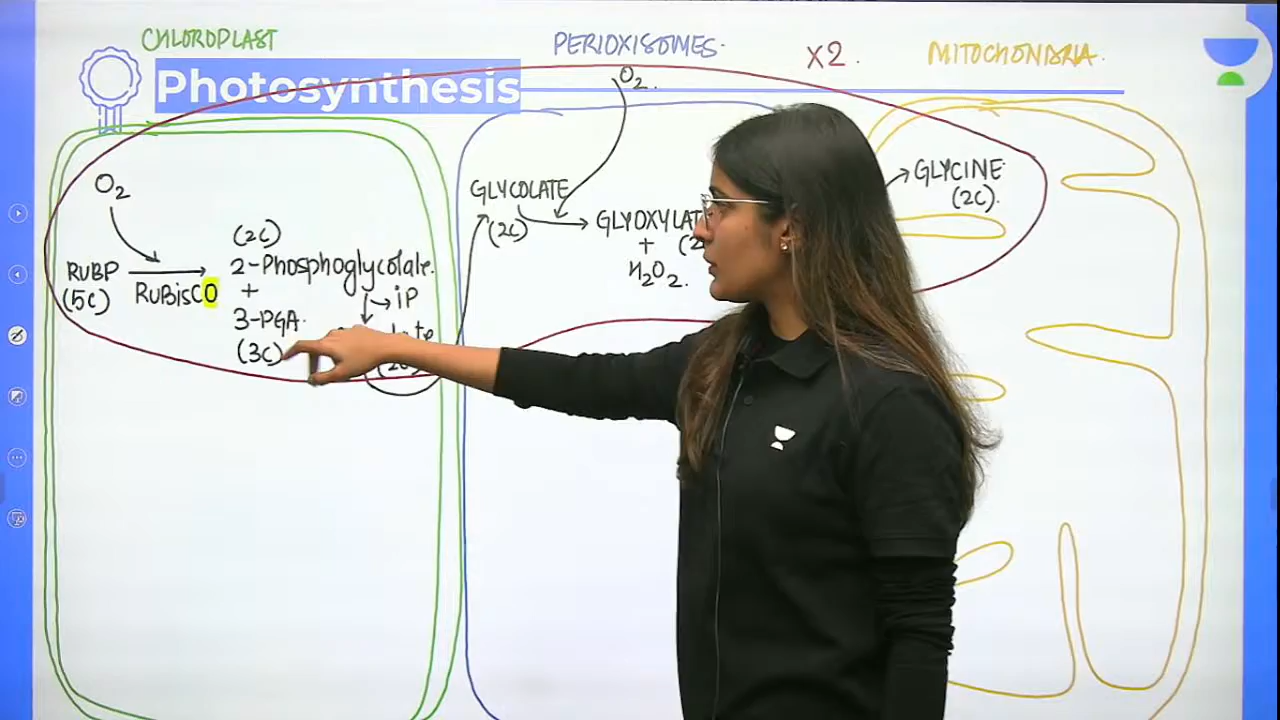 CHLOROPLAST
PERIOXISOMES.
X2.
MITOCHONDRIA.
Photosynthesis
O2
O2.
GLYCOLATE
(2C)
GLYCINE.
(2C).
+
H2O2.
(2C)
2-Phosphoglycolate.
RUBP
(5C)
RUBisCO
+
iP
3-PGA.
(3C)